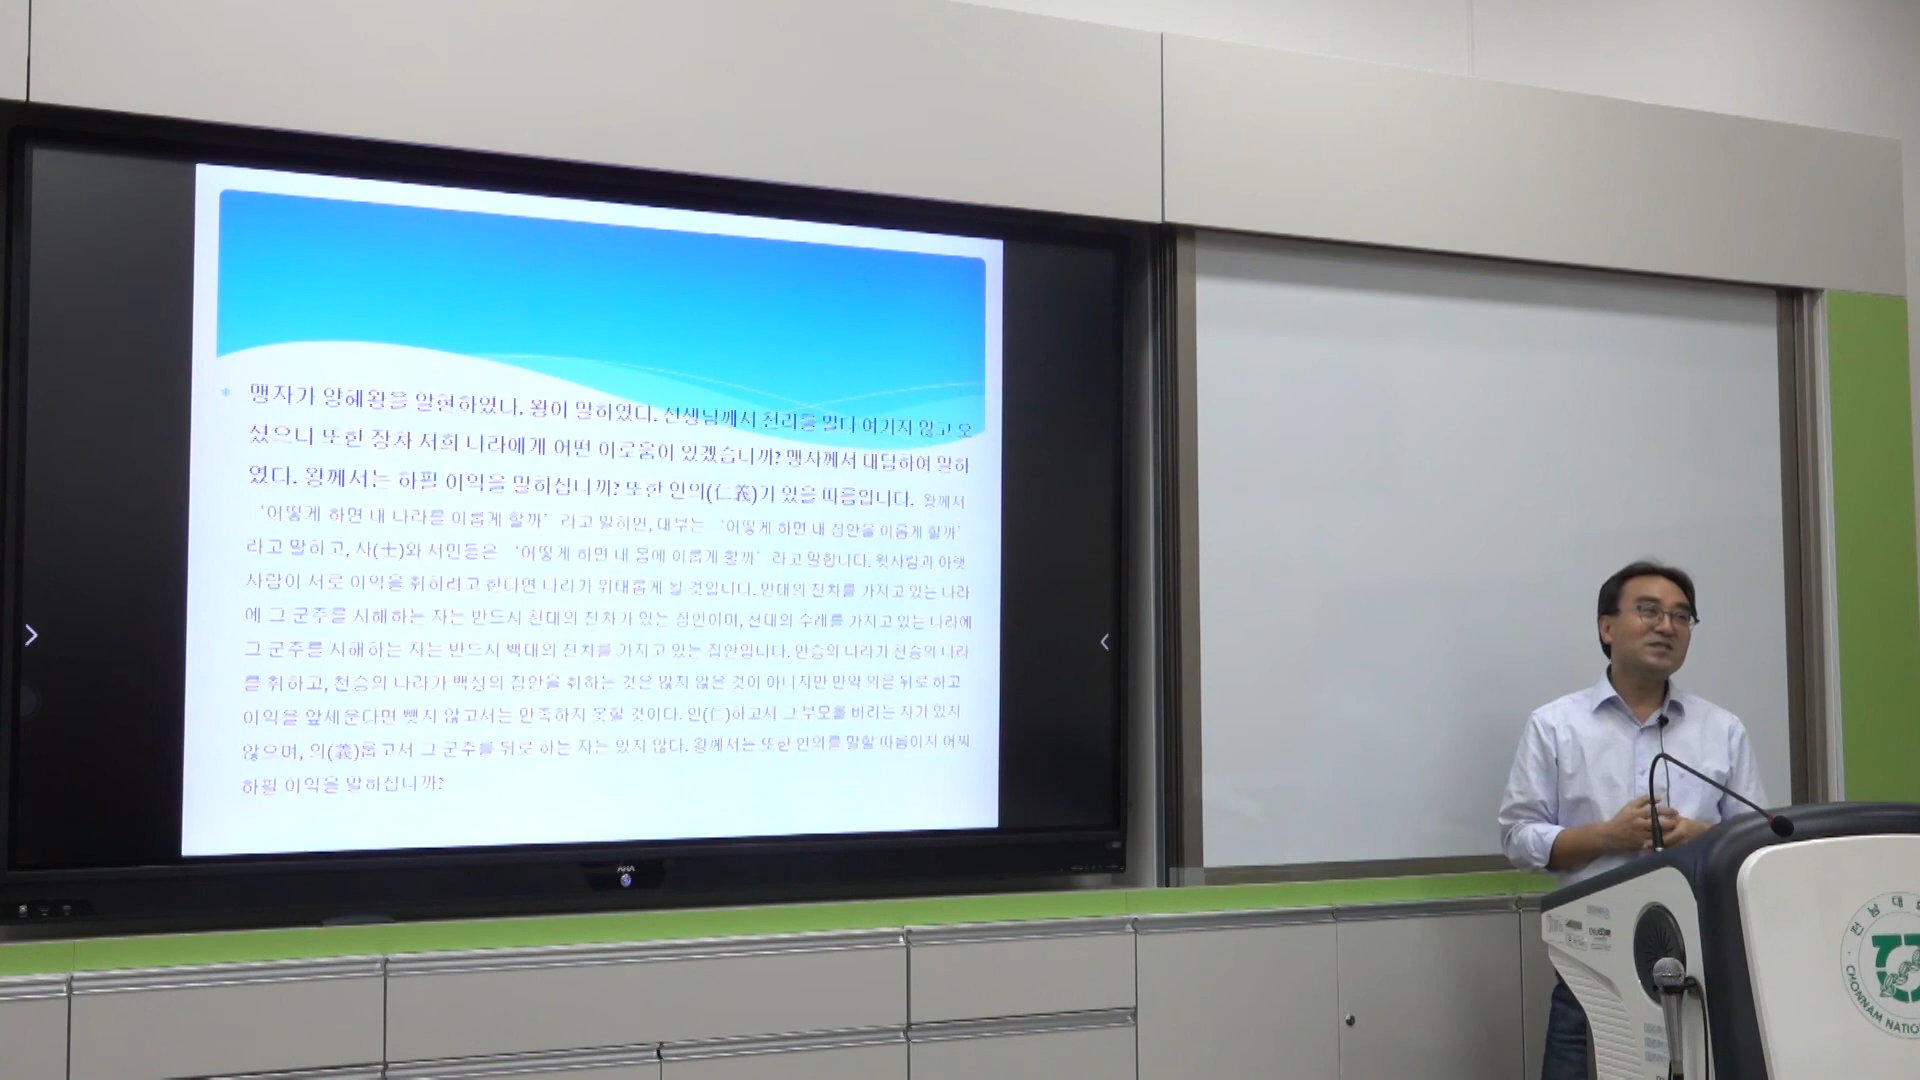 맹자가 양혜왕을 알현하였다. 왕이 말하였다. 선생님께서 천리를 멀다 여기지 않고 오
셨으니 또한 장차 저희 나라에게 어떤 이로움이 있겠습니까? 맹자께서 대답하여 말하
였다. 왕께서는 하필 이익을 말하십니까? 또한 인의(仁義)가 있을 따름입니다. 왕께서
‘어떻게 하면 내 나라를 이롭게 할까’ 라고 말하면, 대부는 ‘어떻게 하면 내 집안을 이롭게 할까’
라고 말하고, 사(士)와 서민들은 ‘어떻게 하면 내 몸에 이롭게 할까’ 라고 말합니다. 윗사람과 아랫
사람이 서로 이익을 취하려고 한다면 나라가 위태롭게 될 것입니다. 만대의 전차를 가지고 있는 나라
에 그 군주를 시해하는 자는 반드시 천대의 전차가 있는 집안이며, 천대의 수레를 가지고 있는 나라에
그 군주를 시해하는 자는 반드시 백대의 전차를 가지고 있는 집안입니다. 만승의 나라가 천승의 나라
를 취하고, 천승의 나라가 백성의 집안을 취하는 것은 많지 않은 것이 아니지만 만약 의를 뒤로 하고
이익을 앞세운다면 뺏지 않고서는 만족하지 못할 것이다. 인(仁)하고서 그 부모를 버리는 자가 있지
않으며, 의(義)롭고서 그 군주를 뒤로 하는 자는 있지 않다. 왕께서는 또한 인의를 말할 따름이지 어찌
하필 이익을 말하십니까?
AHA
전남대
CHONNAM NATIO